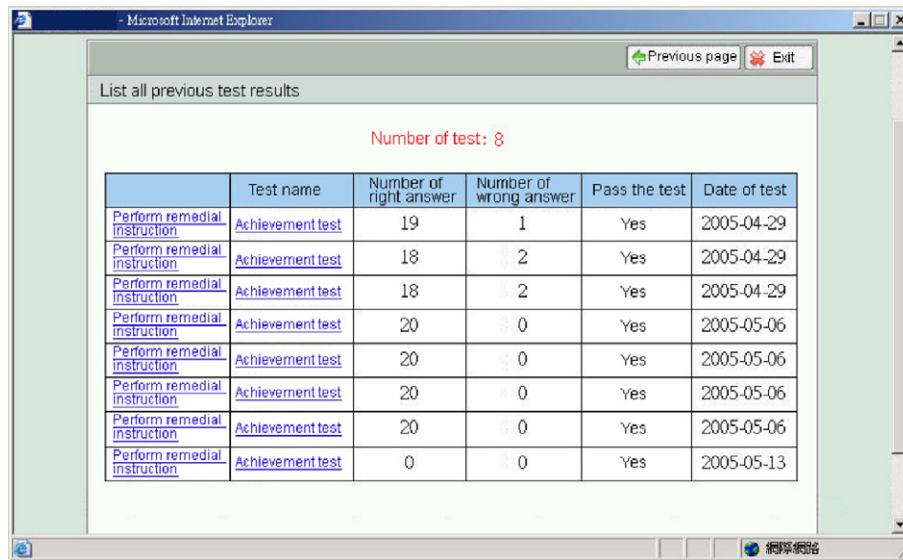 - Microsoft Internet Explorer
Previous page Exit
List all previous test results
Number of test: 8
Test name Number of right answer Number of wrong answer Pass the test Date of test
Perform remedial instruction Achievement test 19 1 Yes 2005-04-29
Perform remedial instruction Achievement test 18 2 Yes 2005-04-29
Perform remedial instruction Achievement test 18 2 Yes 2005-04-29
Perform remedial instruction Achievement test 20 0 Yes 2005-05-06
Perform remedial instruction Achievement test 20 0 Yes 2005-05-06
Perform remedial instruction Achievement test 20 0 Yes 2005-05-06
Perform remedial instruction Achievement test 20 0 Yes 2005-05-06
Perform remedial instruction Achievement test 0 0 Yes 2005-05-13
網際網路